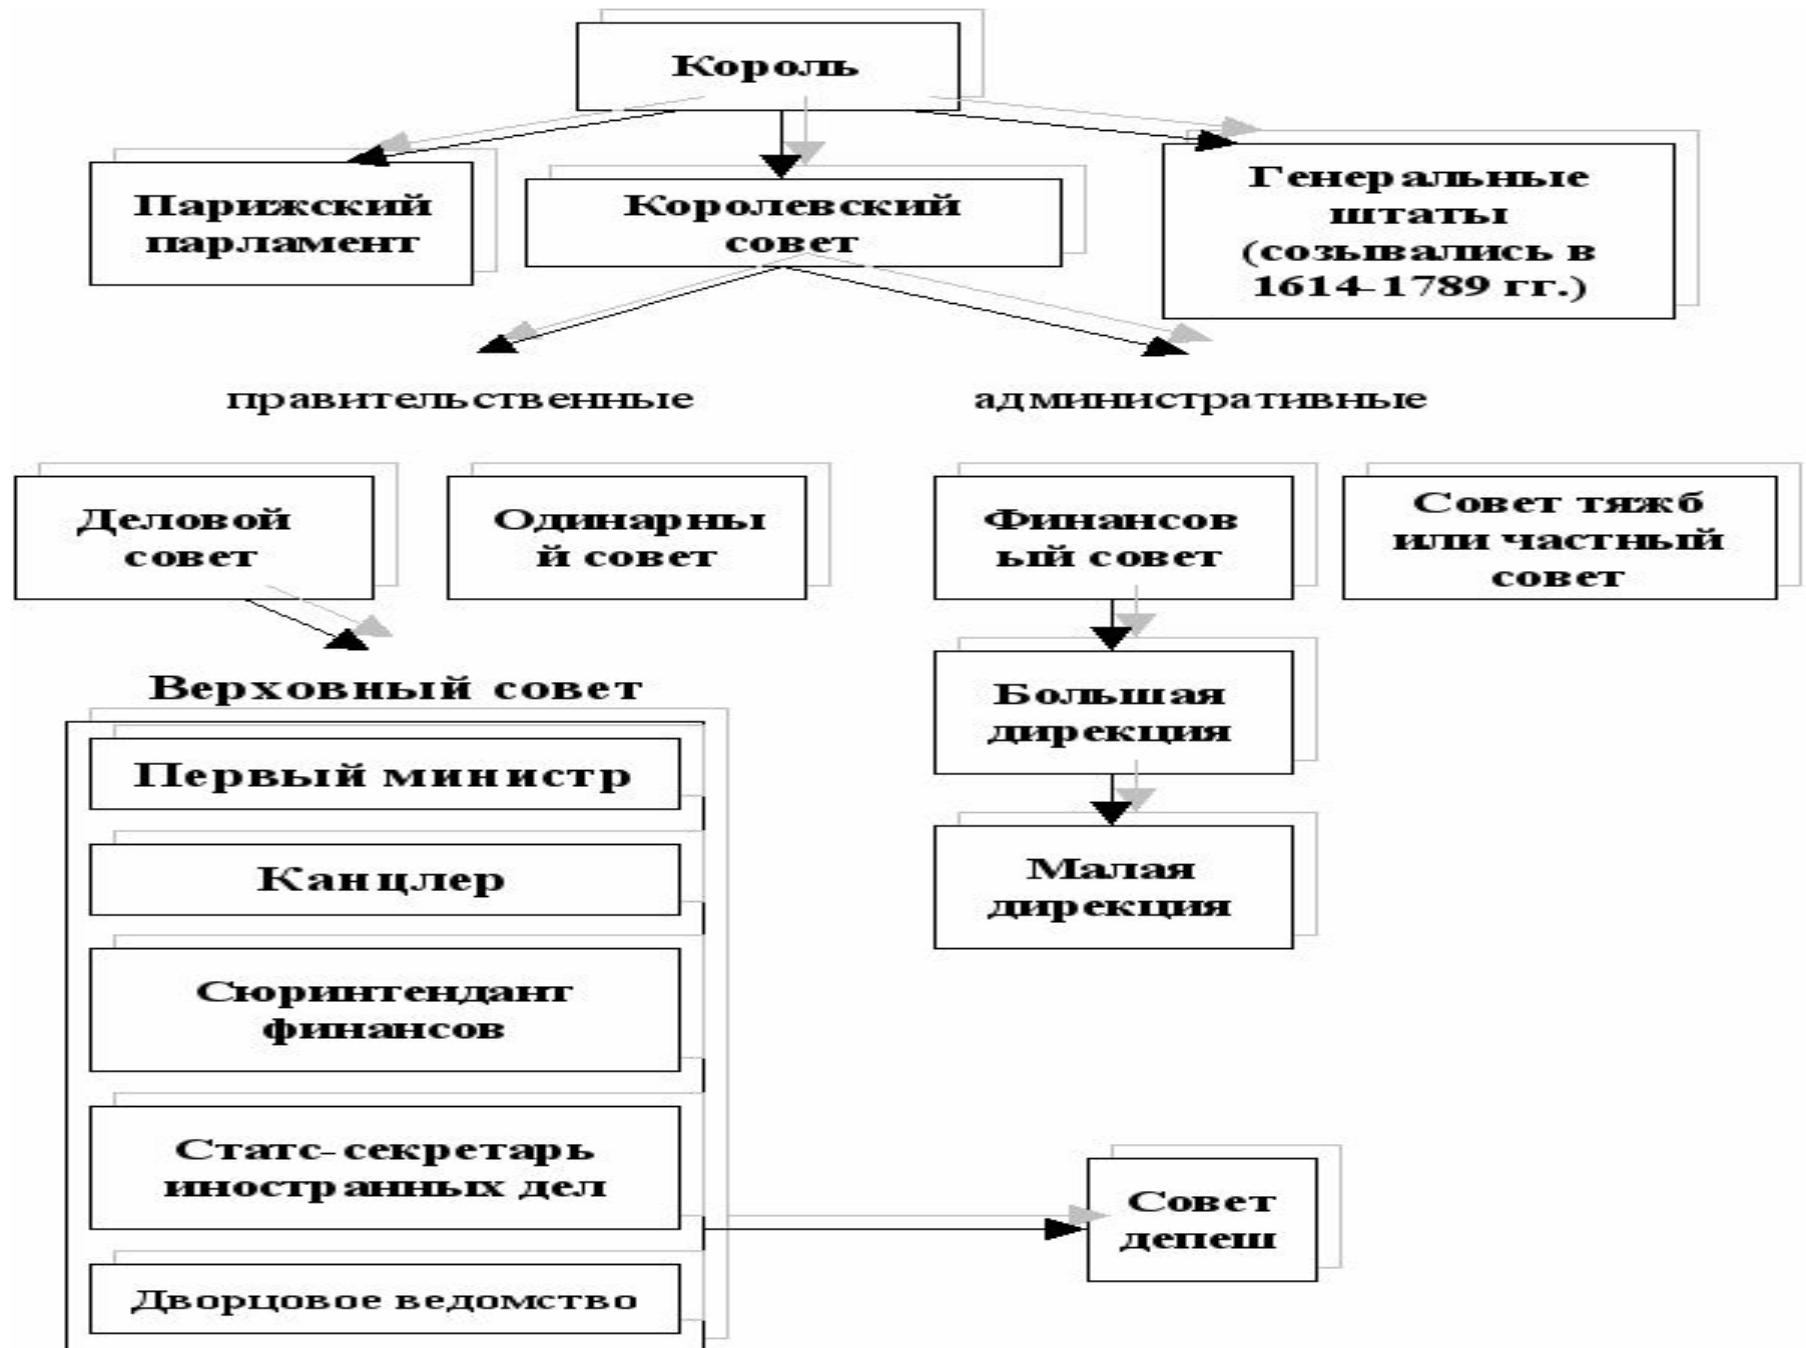 Король
Парижский
парламент
Королевский
совет
Генеральные
штаты
(созывались в
1614-1789 гг.)
правительственные
административные
Деловой
совет
Одинарны
й совет
Финансов
ый совет
Совет тяжб
или частный
совет
Верховный совет
Большая
дирекция
Первый министр
Канцлер
Малая
дирекция
Сюринтендант
финансов
Статс-секретарь
иностранных дел
Совет
депеш
Дворцовое ведомство